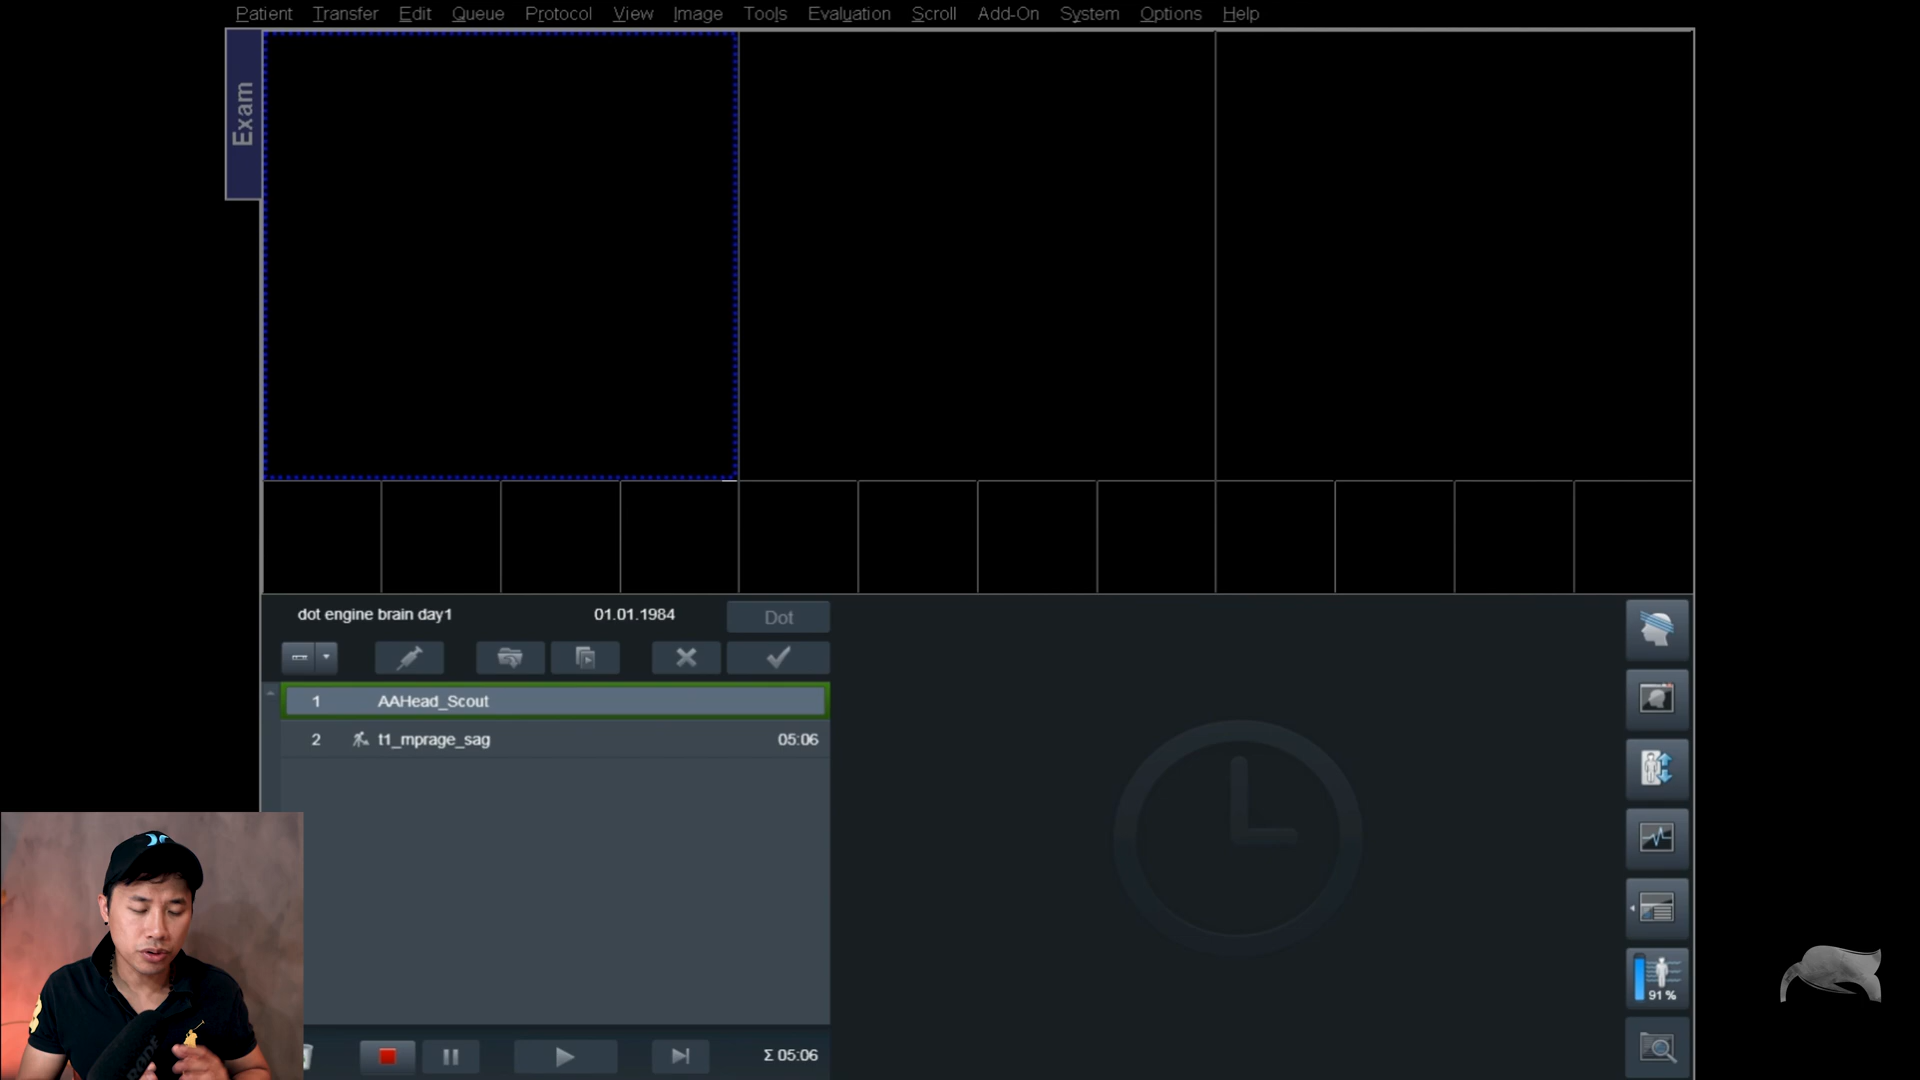 Patient Transfer Edit Queue Protocol View Image Tools Evaluation Scroll Add-On System Options Help
Exam
dot engine brain day1 01.01.1984 Dot
1 AAHead_Scout
2 t1_mprage_sag 05:06
91 %
Σ 05:06
RODE